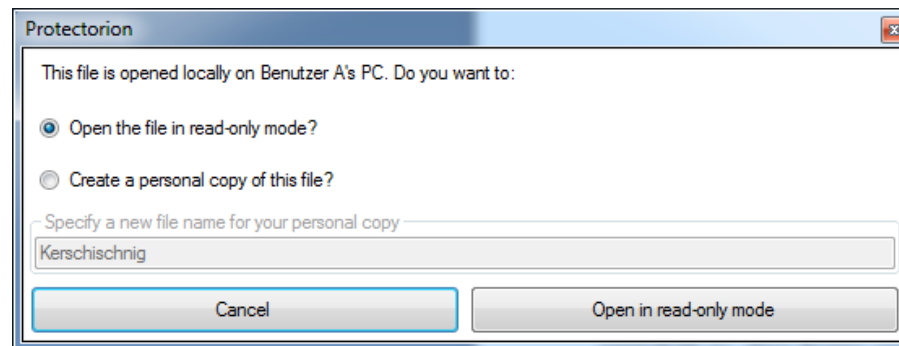 Protectorion
This file is opened locally on Benutzer A's PC. Do you want to:
Open the file in read-only mode?
Create a personal copy of this file?
Specify a new file name for your personal copy
Kerschischnig
Cancel
Open in read-only mode